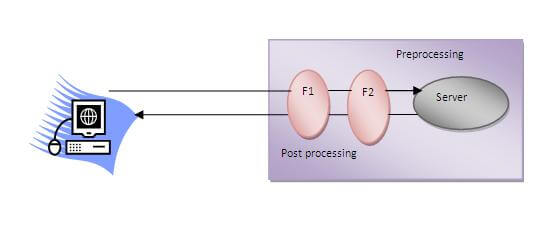 Preprocessing
F1
F2
Server
Post processing